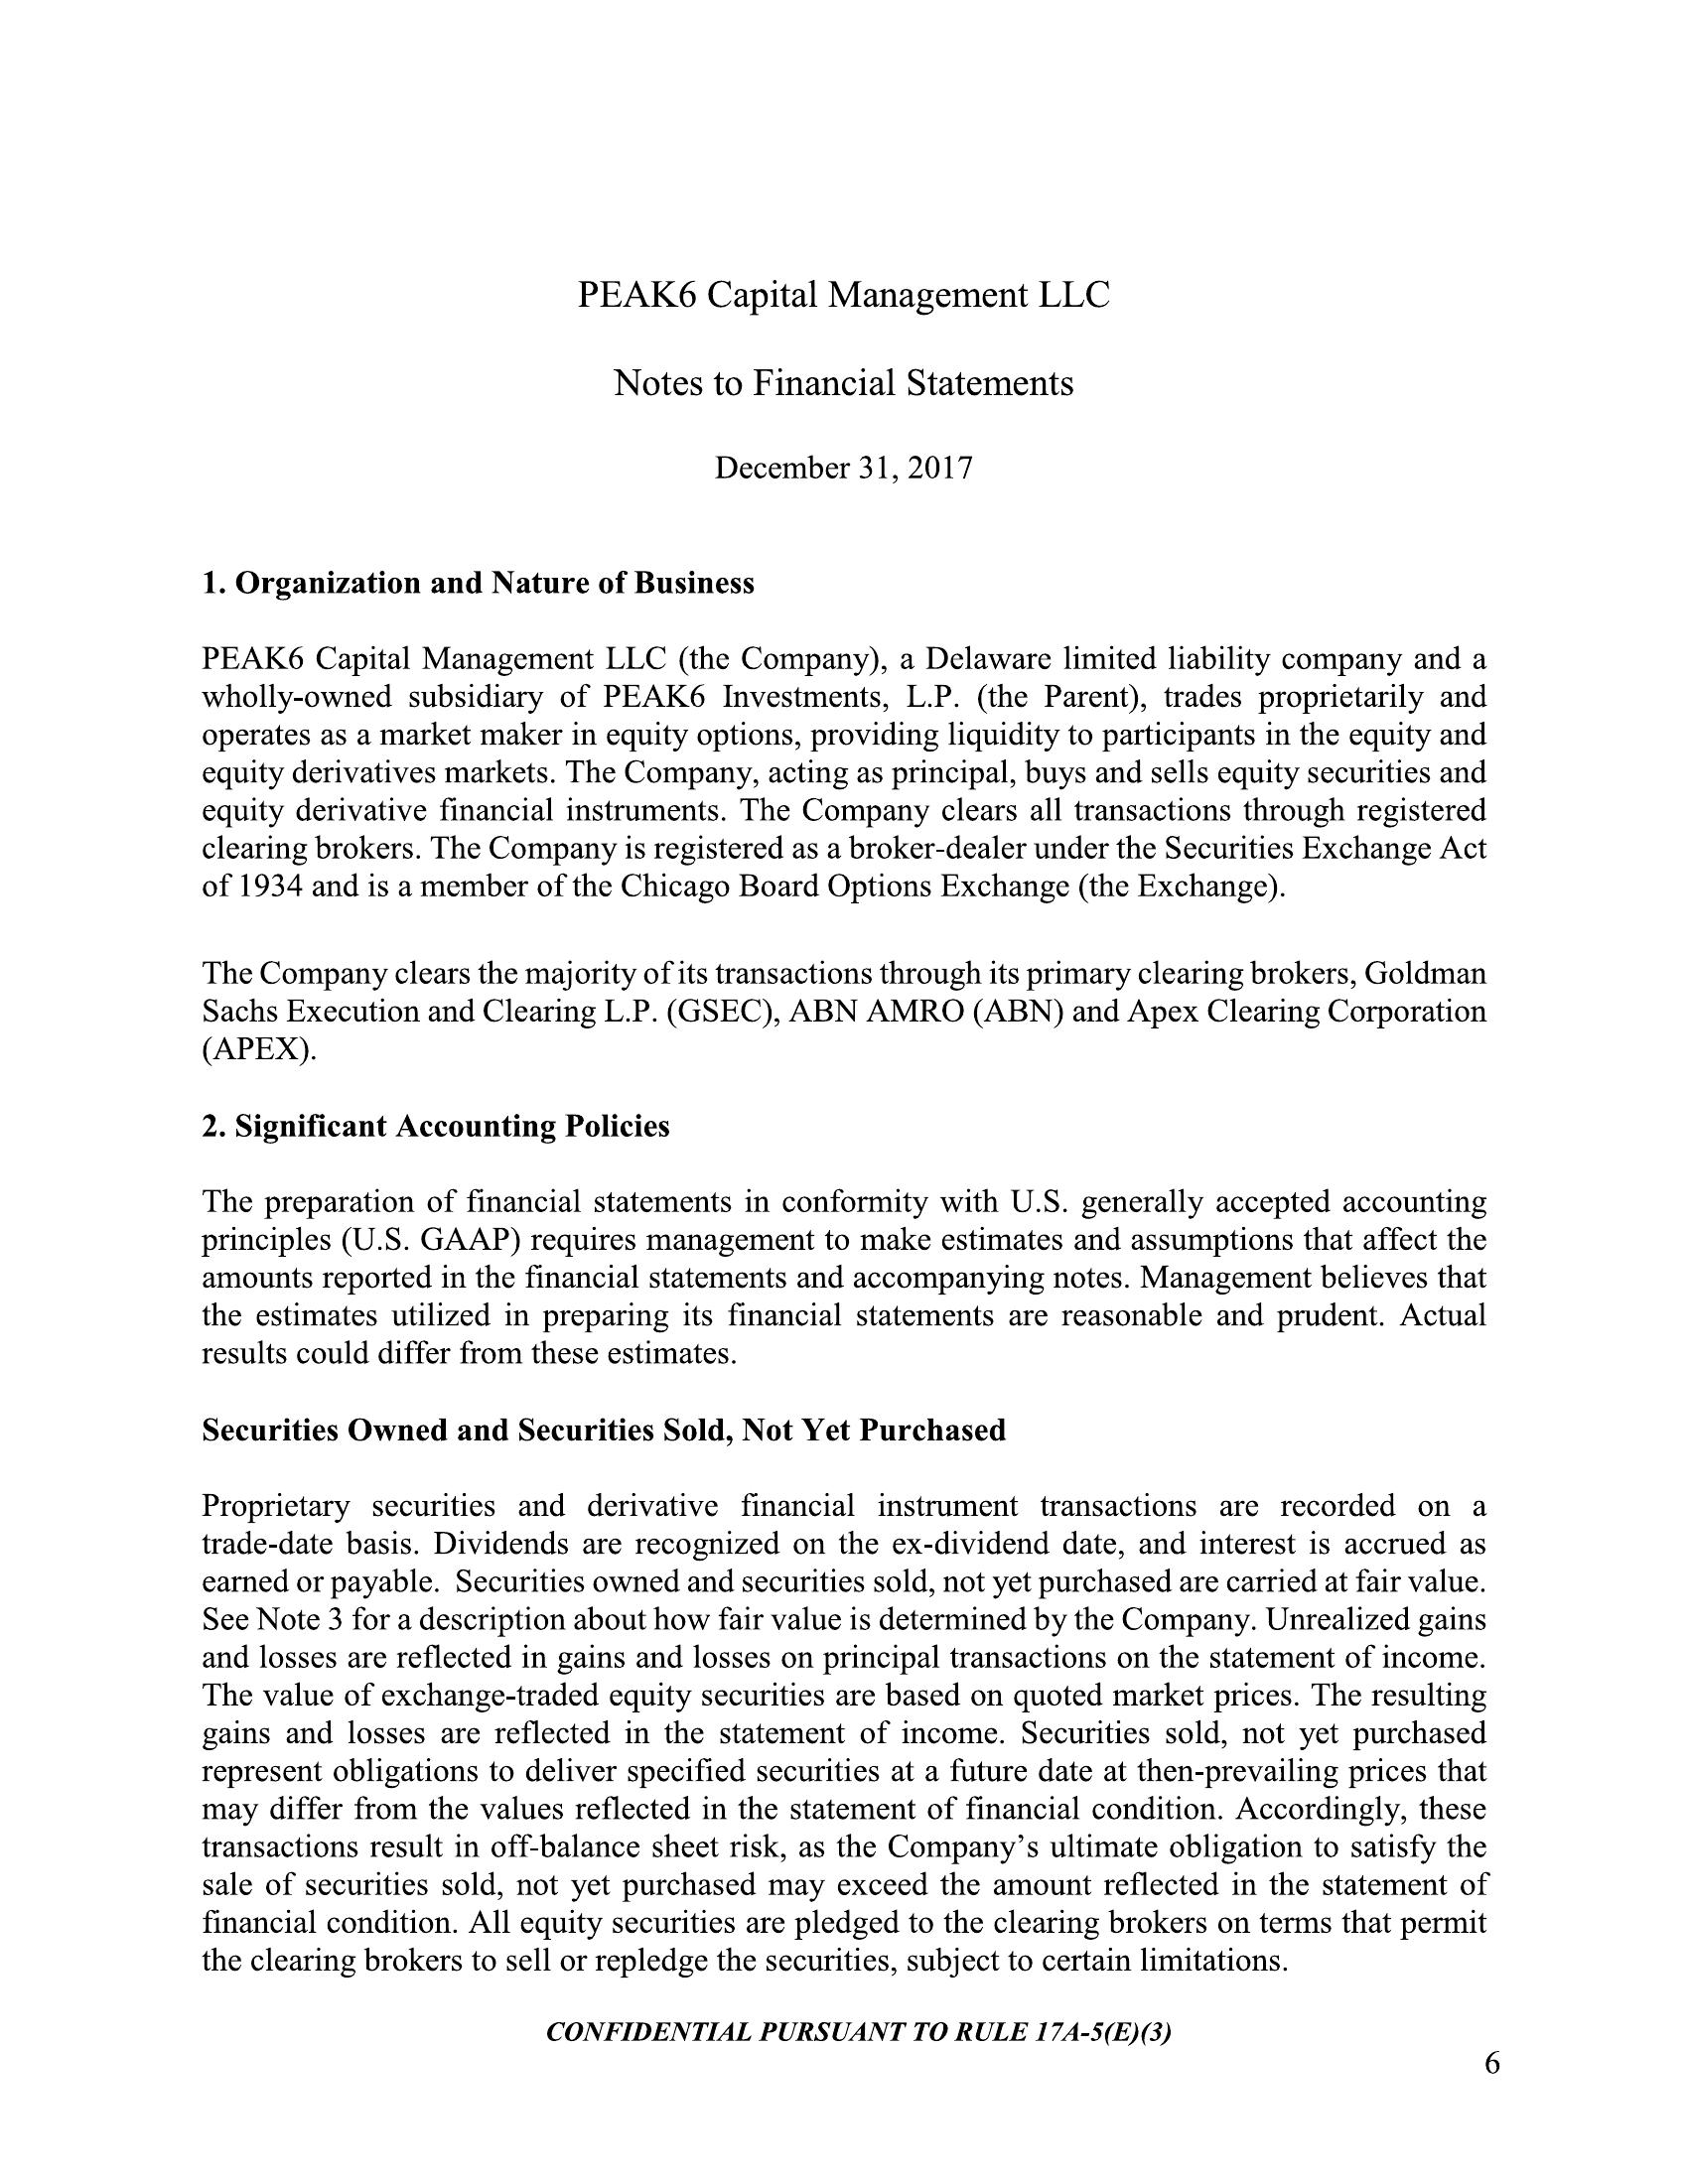 PEAK6 Capital Management LLC
Notes to Financial Statements
December 31, 2017
1. Organization and Nature of Business
PEAK6 Capital Management LLC (the Company), a Delaware limited liability company and a
wholly-owned subsidiary of PEAK6 Investments, L.P. (the Parent), trades proprietarily and
operates as a market maker in equity options, providing liquidity to participants in the equity and
equity derivatives markets. The Company, acting as principal, buys and sells equity securities and
equity derivative financial instruments. The Company clears all transactions through registered
clearing brokers. The Company is registered as a broker-dealer under the Securities Exchange Act
of 1934 and is a member of the Chicago Board Options Exchange (the Exchange).
The Company clears the majority of its transactions through its primary clearing brokers, Goldman
Sachs Execution and Clearing L.P. (GSEC), ABN AMRO (ABN) and Apex Clearing Corporation
(APEX).
2. Significant Accounting Policies
The preparation of financial statements in conformity with U.S. generally accepted accounting
principles (U.S. GAAP) requires management to make estimates and assumptions that affect the
amounts reported in the financial statements and accompanying notes. Management believes that
the estimates utilized in preparing its financial statements are reasonable and prudent. Actual
results could differ from these estimates.
Securities Owned and Securities Sold, Not Yet Purchased
Proprietary securities and derivative financial instrument transactions are recorded on a
trade-date basis. Dividends are recognized on the ex-dividend date, and interest is accrued as
earned or payable.  Securities owned and securities sold, not yet purchased are carried at fair value.
See Note 3 for a description about how fair value is determined by the Company. Unrealized gains
and losses are reflected in gains and losses on principal transactions on the statement of income.
The value of exchange-traded equity securities are based on quoted market prices. The resulting
gains and losses are reflected in the statement of income. Securities sold, not yet purchased
represent obligations to deliver specified securities at a future date at then-prevailing prices that
may differ from the values reflected in the statement of financial condition. Accordingly, these
transactions result in off-balance sheet risk, as the Company’s ultimate obligation to satisfy the
sale of securities sold, not yet purchased may exceed the amount reflected in the statement of
financial condition. All equity securities are pledged to the clearing brokers on terms that permit
the clearing brokers to sell or repledge the securities, subject to certain limitations.
CONFIDENTIAL PURSUANT TO RULE 17A-5(E)(3)
6